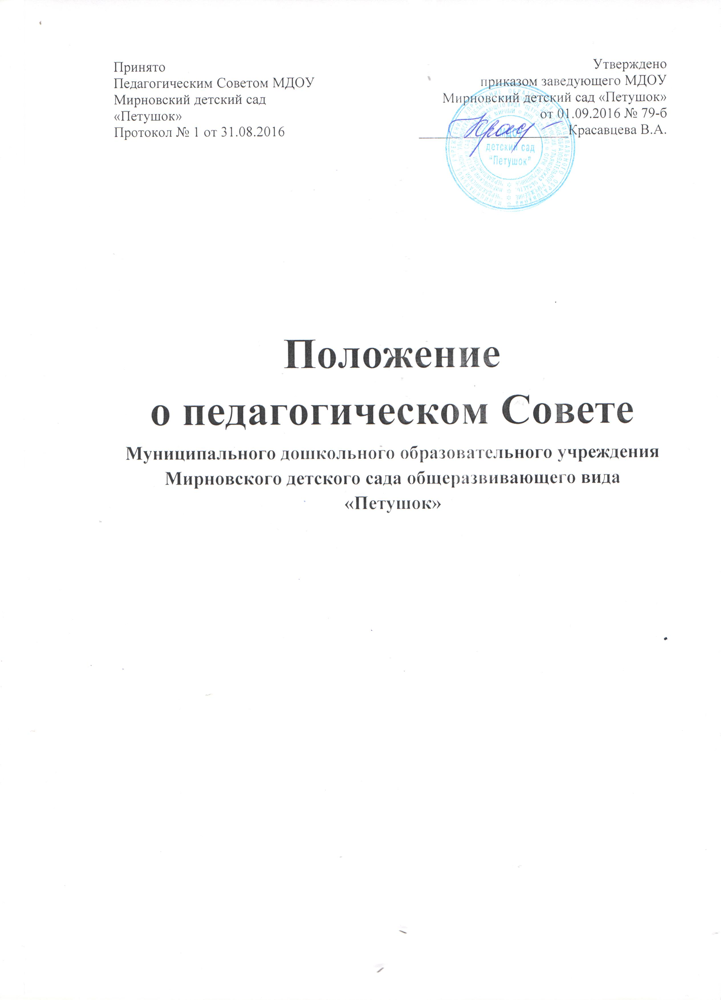 Принято
Педагогическим Советом МДОУ
Мирновский детский сад
«Петушок»
Протокол № 1 от 31.08.2016
Утверждено
приказом заведующего МДОУ
Мирновский детский сад «Петушок»
от 01.09.2016 № 79-б
Красавцева В.А.
МДОУ
детский сад
"Петушок"
Положение
о педагогическом Совете
Муниципального дошкольного образовательного учреждения
Мирновского детского сада общеразвивающего вида
«Петушок»